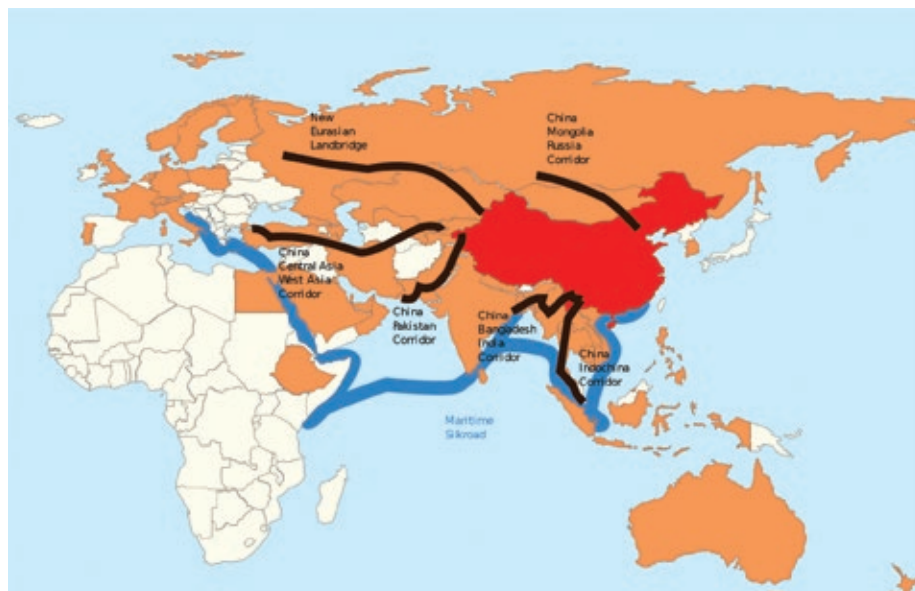 New
Eurasian
Landbridge
China
Mongolia
Russia
Corridor
China
Central Asia
West Asia
Corridor
China
Pakistan
Corridor
China
Bangladesh
India
Corridor
China
Indochina
Corridor
Maritime
Silkroad